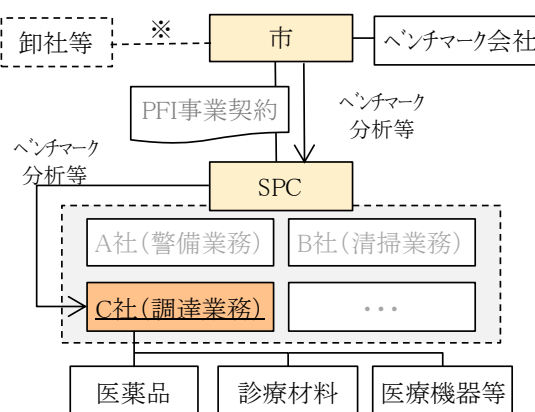 卸社等
※
市
ベンチマーク会社
PFI事業契約
ベンチマーク
分析等
ベンチマーク
分析等
SPC
A社(警備業務)
B社(清掃業務)
C社(調達業務)
・・・
医薬品
診療材料
医療機器等